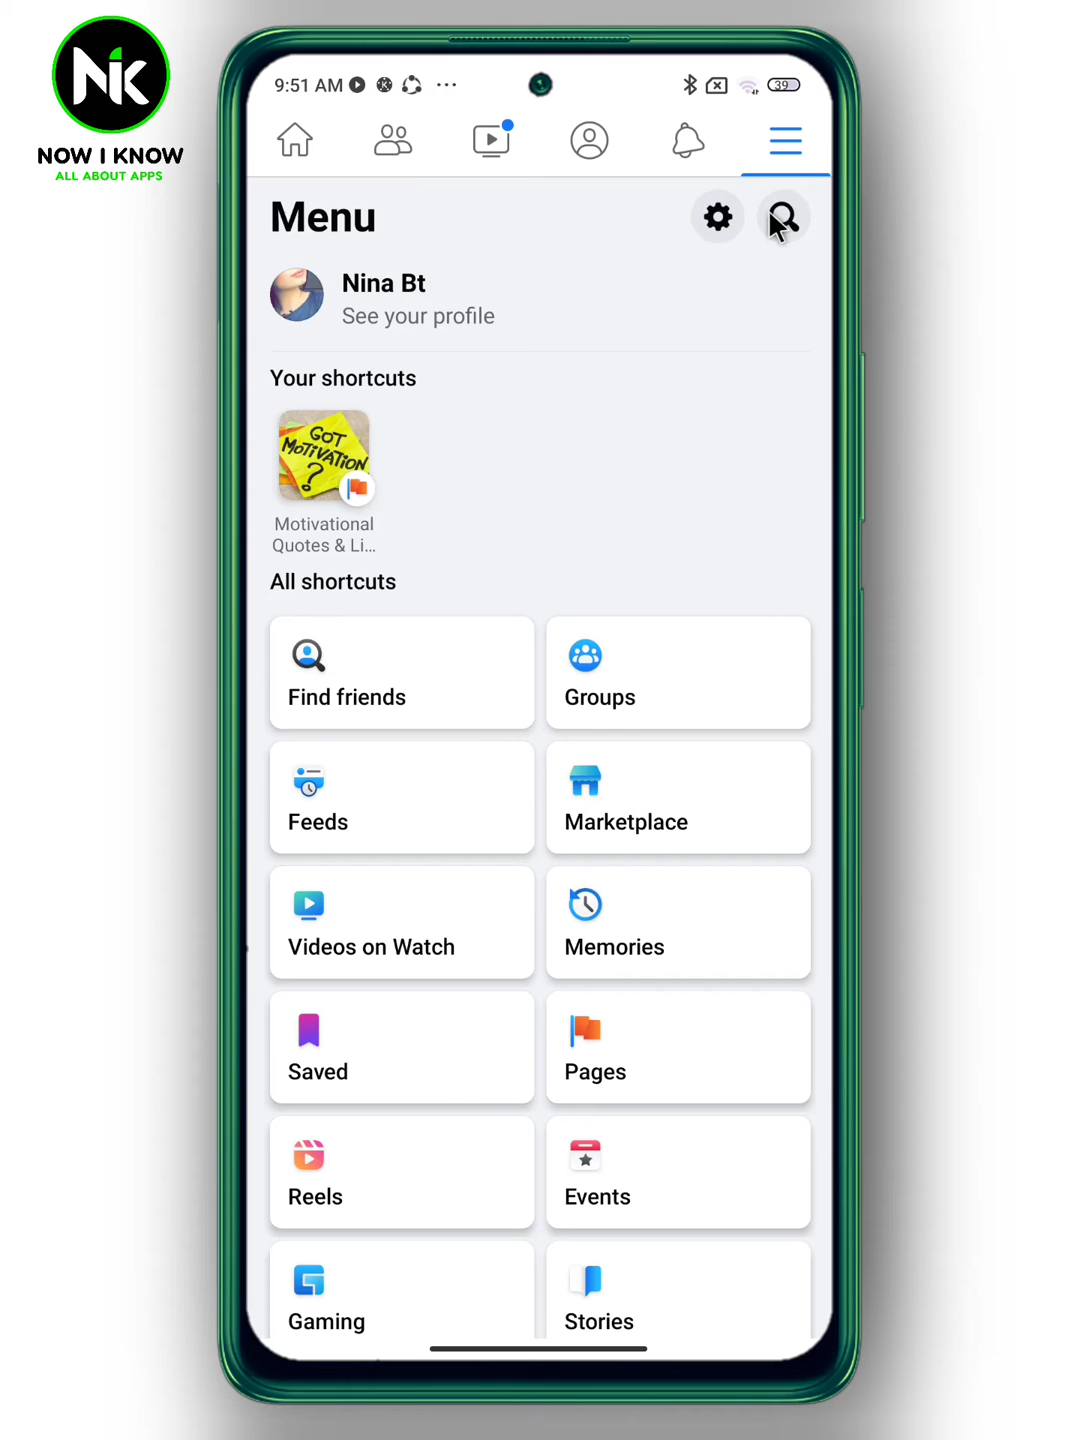 NOW I KNOW
ALL ABOUT APPS
9:51 AM
39
Menu
Nina Bt
See your profile
Your shortcuts
GOT
MOTIVATION
?
Motivational
Quotes & Li...
All shortcuts
Find friends
Groups
Feeds
Marketplace
Videos on Watch
Memories
Saved
Pages
Reels
Events
Gaming
Stories